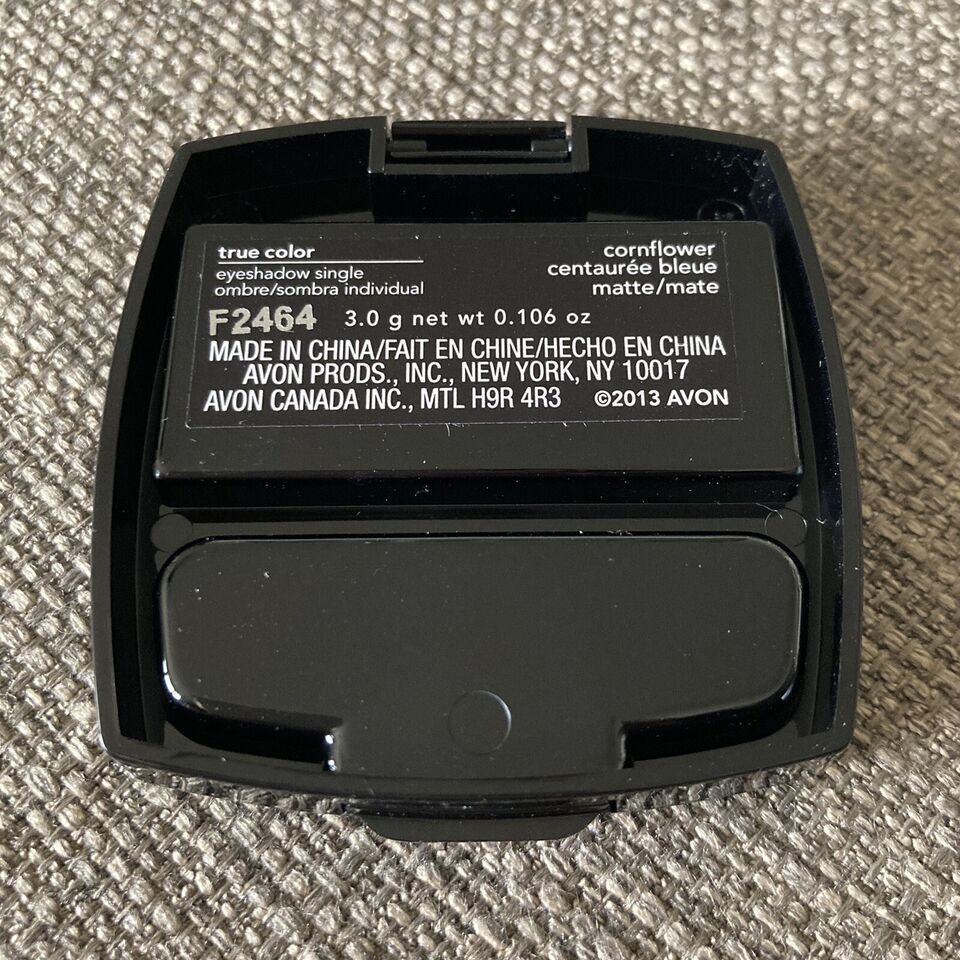 true color cornflower
eyeshadow single centaurée bleue
ombre/sombra individual matte/mate
F2464 3.0 g net wt 0.106 oz
MADE IN CHINA/FAIT EN CHINE/HECHO EN CHINA
AVON PRODS., INC., NEW YORK, NY 10017
AVON CANADA INC., MTL H9R 4R3 ©2013 AVON